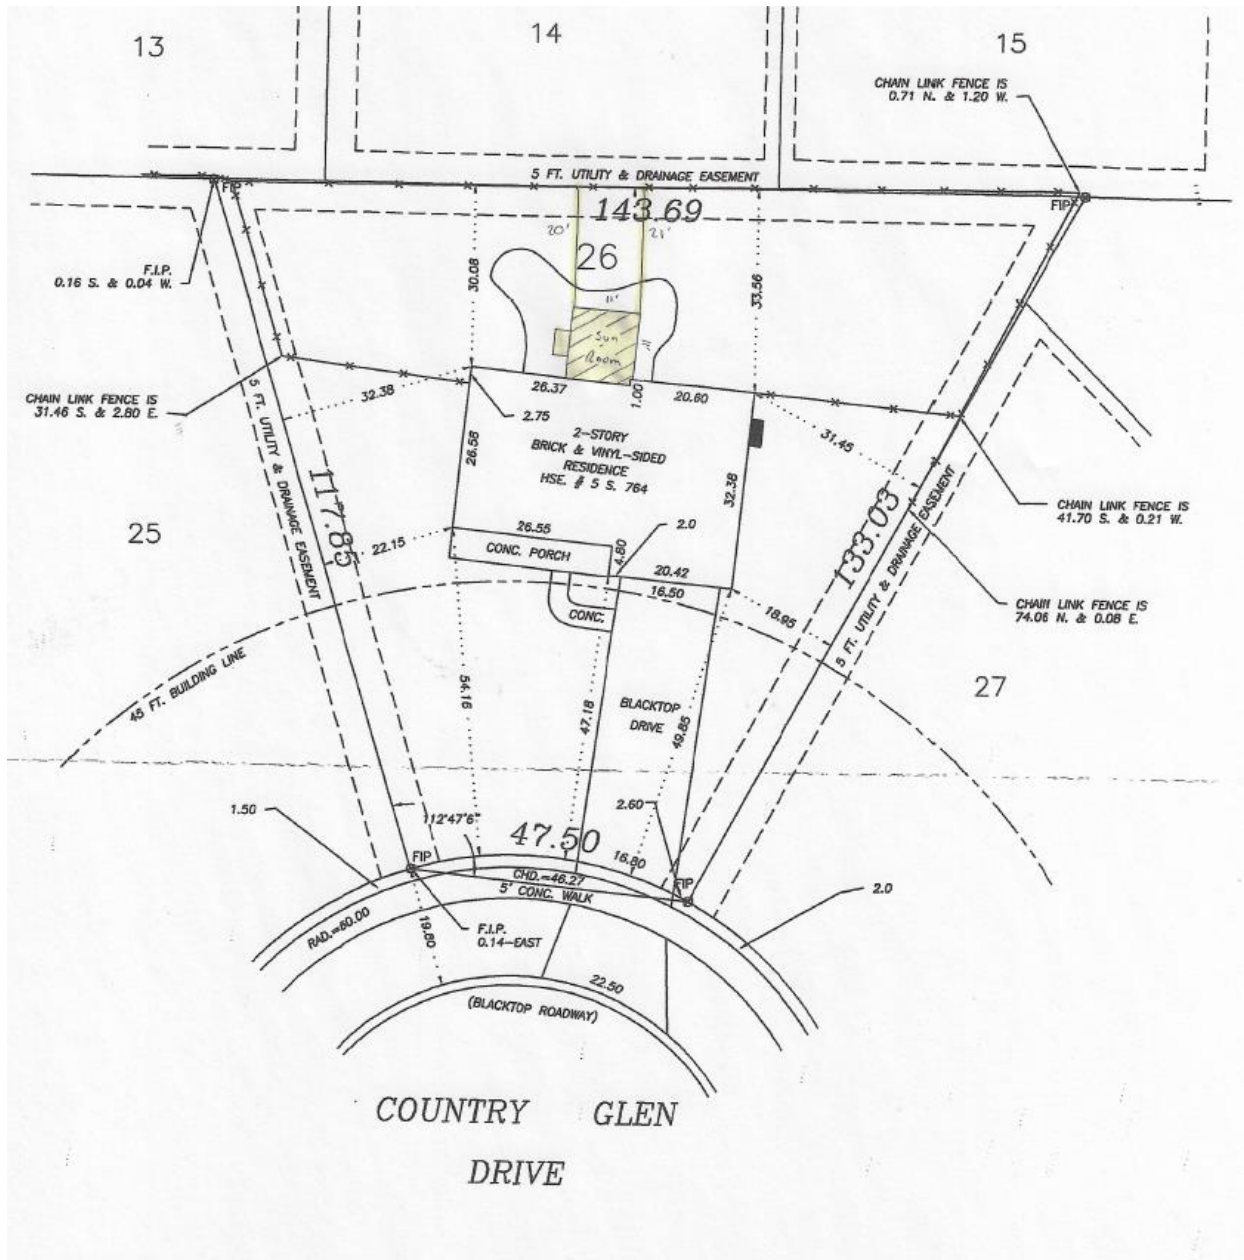 13
14
15
CHAIN LINK FENCE IS
0.71 N. & 1.20 W.
5 FT. UTILITY & DRAINAGE EASEMENT
FIP
FIP
143.69
20'
21'
26
F.I.P.
0.16 S. & 0.04 W.
30.08
33.56
11'
Sun
Room
11
CHAIN LINK FENCE IS
31.46 S. & 2.80 E.
32.38
26.37
1.00
20.60
2.75
31.45
5 FT. UTILITY & DRAINAGE EASEMENT
117.85
26.56
2-STORY
BRICK & VINYL-SIDED
RESIDENCE
HSE. # 5 S. 764
32.38
133.03
CHAIN LINK FENCE IS
41.70 S. & 0.21 W.
25
22.15
26.55
2.0
CONC. PORCH
4.80
20.42
16.50
CONC.
18.95
5 FT. UTILITY & DRAINAGE EASEMENT
CHAIN LINK FENCE IS
74.06 N. & 0.08 E.
45 FT. BUILDING LINE
27
54.16
47.18
BLACKTOP
DRIVE
49.85
1.50
112°47'6"
2.60
47.50
16.80
FIP
FIP
CHD.=46.27
5' CONC. WALK
2.0
RAD.=60.00
19.80
F.I.P.
0.14-EAST
22.50
(BLACKTOP ROADWAY)
COUNTRY GLEN
DRIVE